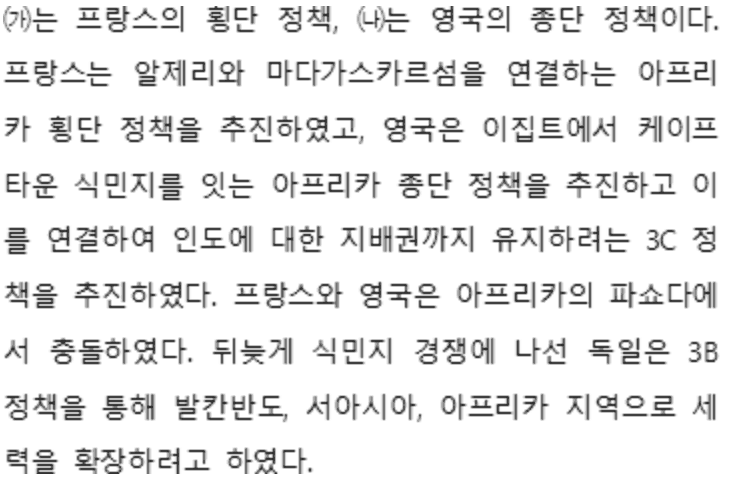 ㈎는 프랑스의 횡단 정책, ㈏는 영국의 종단 정책이다.
프랑스는 알제리와 마다가스카르섬을 연결하는 아프리
카 횡단 정책을 추진하였고, 영국은 이집트에서 케이프
타운 식민지를 잇는 아프리카 종단 정책을 추진하고 이
를 연결하여 인도에 대한 지배권까지 유지하려는 3C 정
책을 추진하였다. 프랑스와 영국은 아프리카의 파쇼다에
서 충돌하였다. 뒤늦게 식민지 경쟁에 나선 독일은 3B
정책을 통해 발칸반도, 서아시아, 아프리카 지역으로 세
력을 확장하려고 하였다.